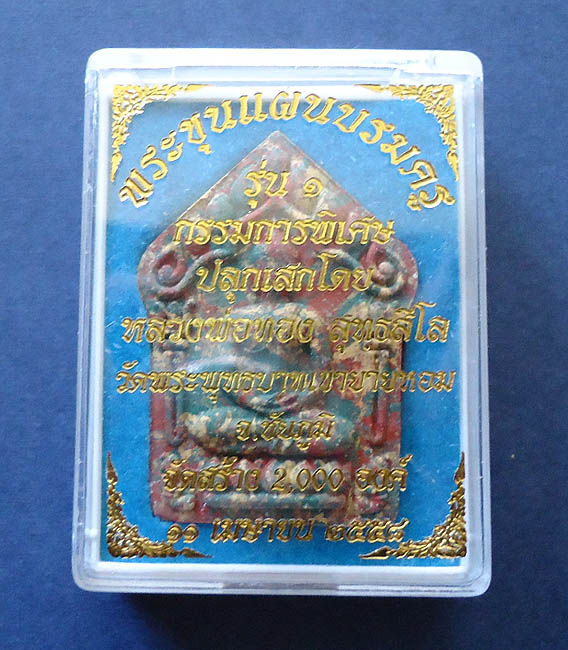 พระขุนแผนบรมครู
รุ่น ๑
กรรมการพิเศษ
ปลุกเสกโดย
หลวงพ่อทอง สุทฺธสีโล
วัดพระพุทธบาทเขายายหอม
จ.ชัยภูมิ
จัดสร้าง 2,000 องค์
๑๑ เมษายน ๒๕๕๘